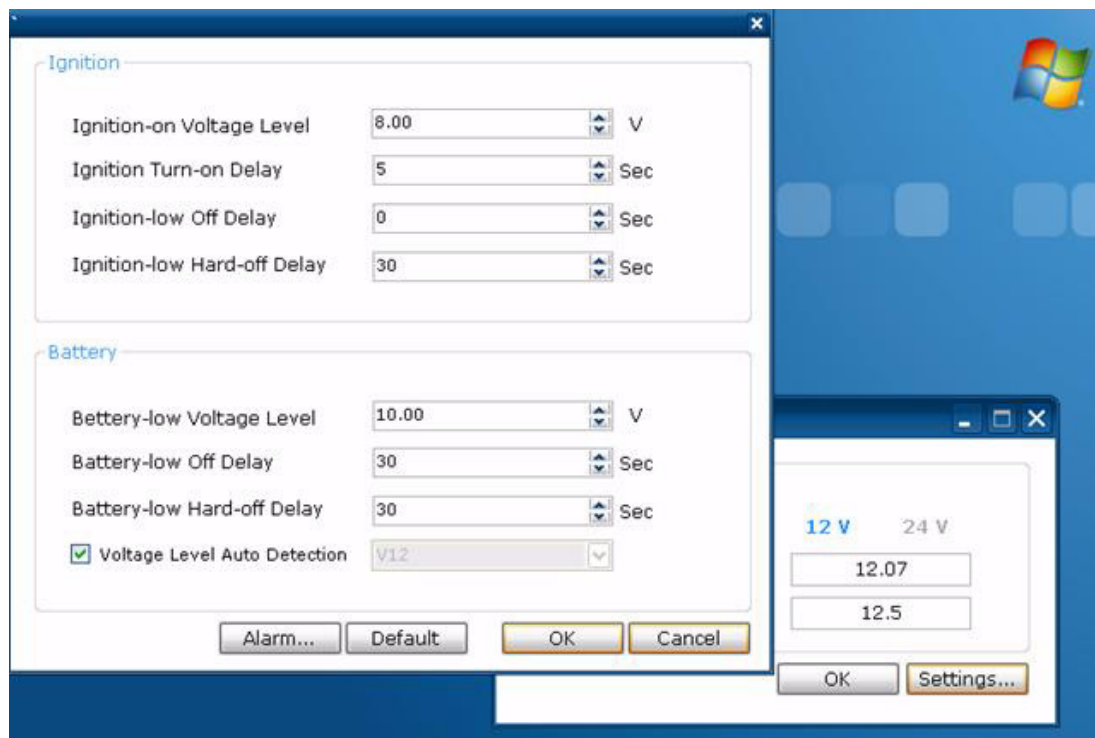 Ignition
Ignition-on Voltage Level 8.00 V
Ignition Turn-on Delay 5 Sec
Ignition-low Off Delay 0 Sec
Ignition-low Hard-off Delay 30 Sec
Battery
Bettery-low Voltage Level 10.00 V
Battery-low Off Delay 30 Sec
Battery-low Hard-off Delay 30 Sec
Voltage Level Auto Detection V12
Alarm... Default OK Cancel
12 V 24 V
12.07
12.5
OK Settings...